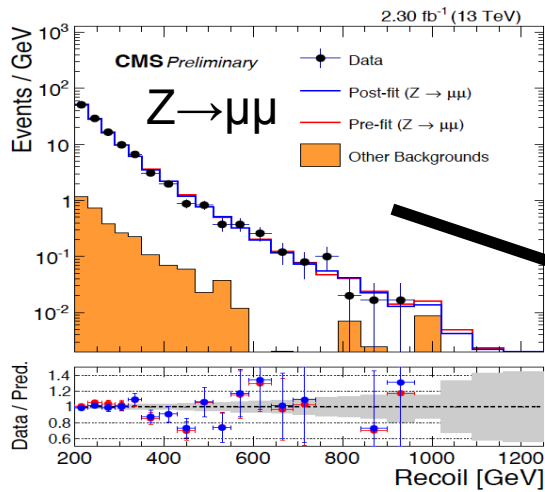 2.30 fb⁻¹ (13 TeV)
Events / GeV
10³
10²
10
1
10⁻¹
10⁻²
CMS Preliminary
Z→μμ
Data
Post-fit (Z → μμ)
Pre-fit (Z → μμ)
Other Backgrounds
Data / Pred.
1.4
1.2
1
0.8
0.6
200 400 600 800 1000 1200
Recoil [GeV]